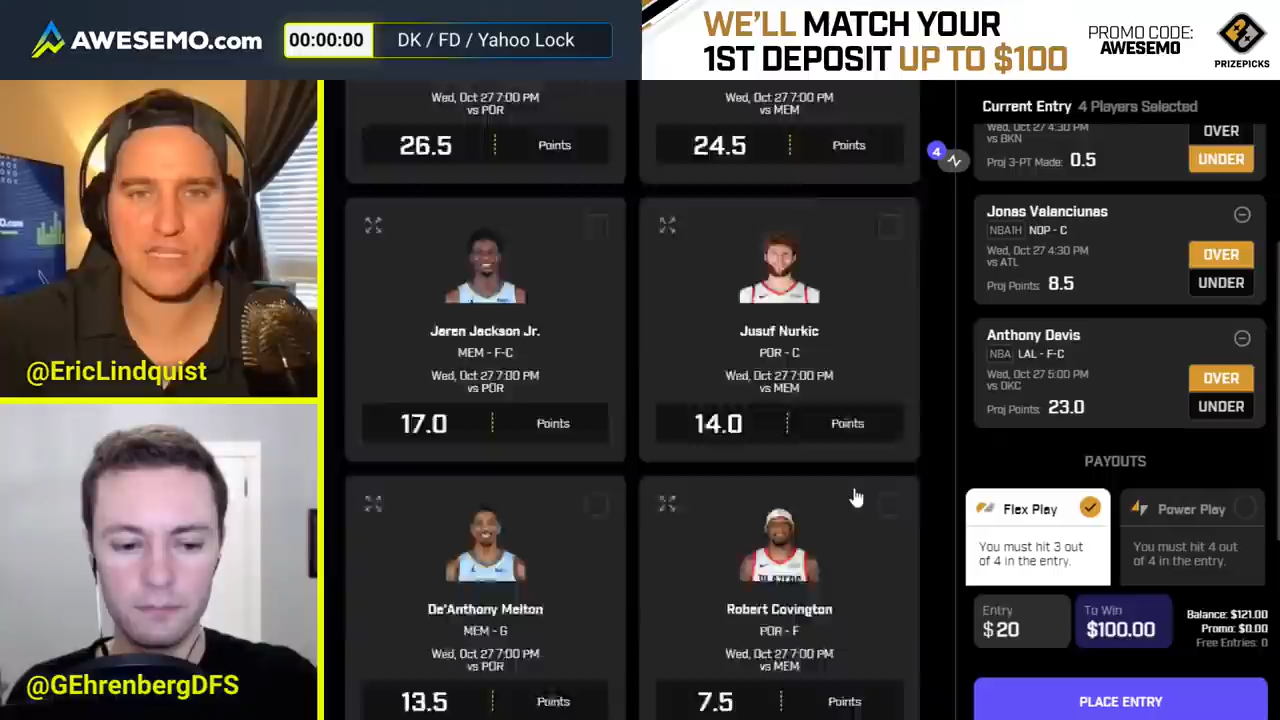 AWESEMO.com
00:00:00
DK / FD / Yahoo Lock
WE'LL MATCH YOUR
1ST DEPOSIT UP TO $100
PROMO CODE:
AWESEMO
PRIZEPICKS
@EricLindquist
@GEhrenbergDFS
Wed, Oct 27 7:00 PM
vs POR
26.5
Points
Wed, Oct 27 7:00 PM
vs MEM
24.5
Points
Jaren Jackson Jr.
MEM - F-C
Wed, Oct 27 7:00 PM
vs POR
17.0
Points
Jusuf Nurkic
POR - C
Wed, Oct 27 7:00 PM
vs MEM
14.0
Points
De'Anthony Melton
MEM - G
Wed, Oct 27 7:00 PM
vs POR
13.5
Points
Robert Covington
POR - F
Wed, Oct 27 7:00 PM
vs MEM
7.5
Points
4
Current Entry 4 Players Selected
Wed, Oct 27 4:30 PM
vs BKN
Proj 3-PT Made: 0.5
OVER
UNDER
Jonas Valanciunas
NBA1H NOP - C
Wed, Oct 27 4:30 PM
vs ATL
Proj Points: 8.5
OVER
UNDER
Anthony Davis
NBA LAL - F-C
Wed, Oct 27 5:00 PM
vs OKC
Proj Points: 23.0
OVER
UNDER
PAYOUTS
Flex Play
You must hit 3 out
of 4 in the entry.
Power Play
You must hit 4 out
of 4 in the entry.
Entry
$ 20
To Win
$100.00
Balance: $121.00
Promo: $0.00
Free Entries: 0
PLACE ENTRY